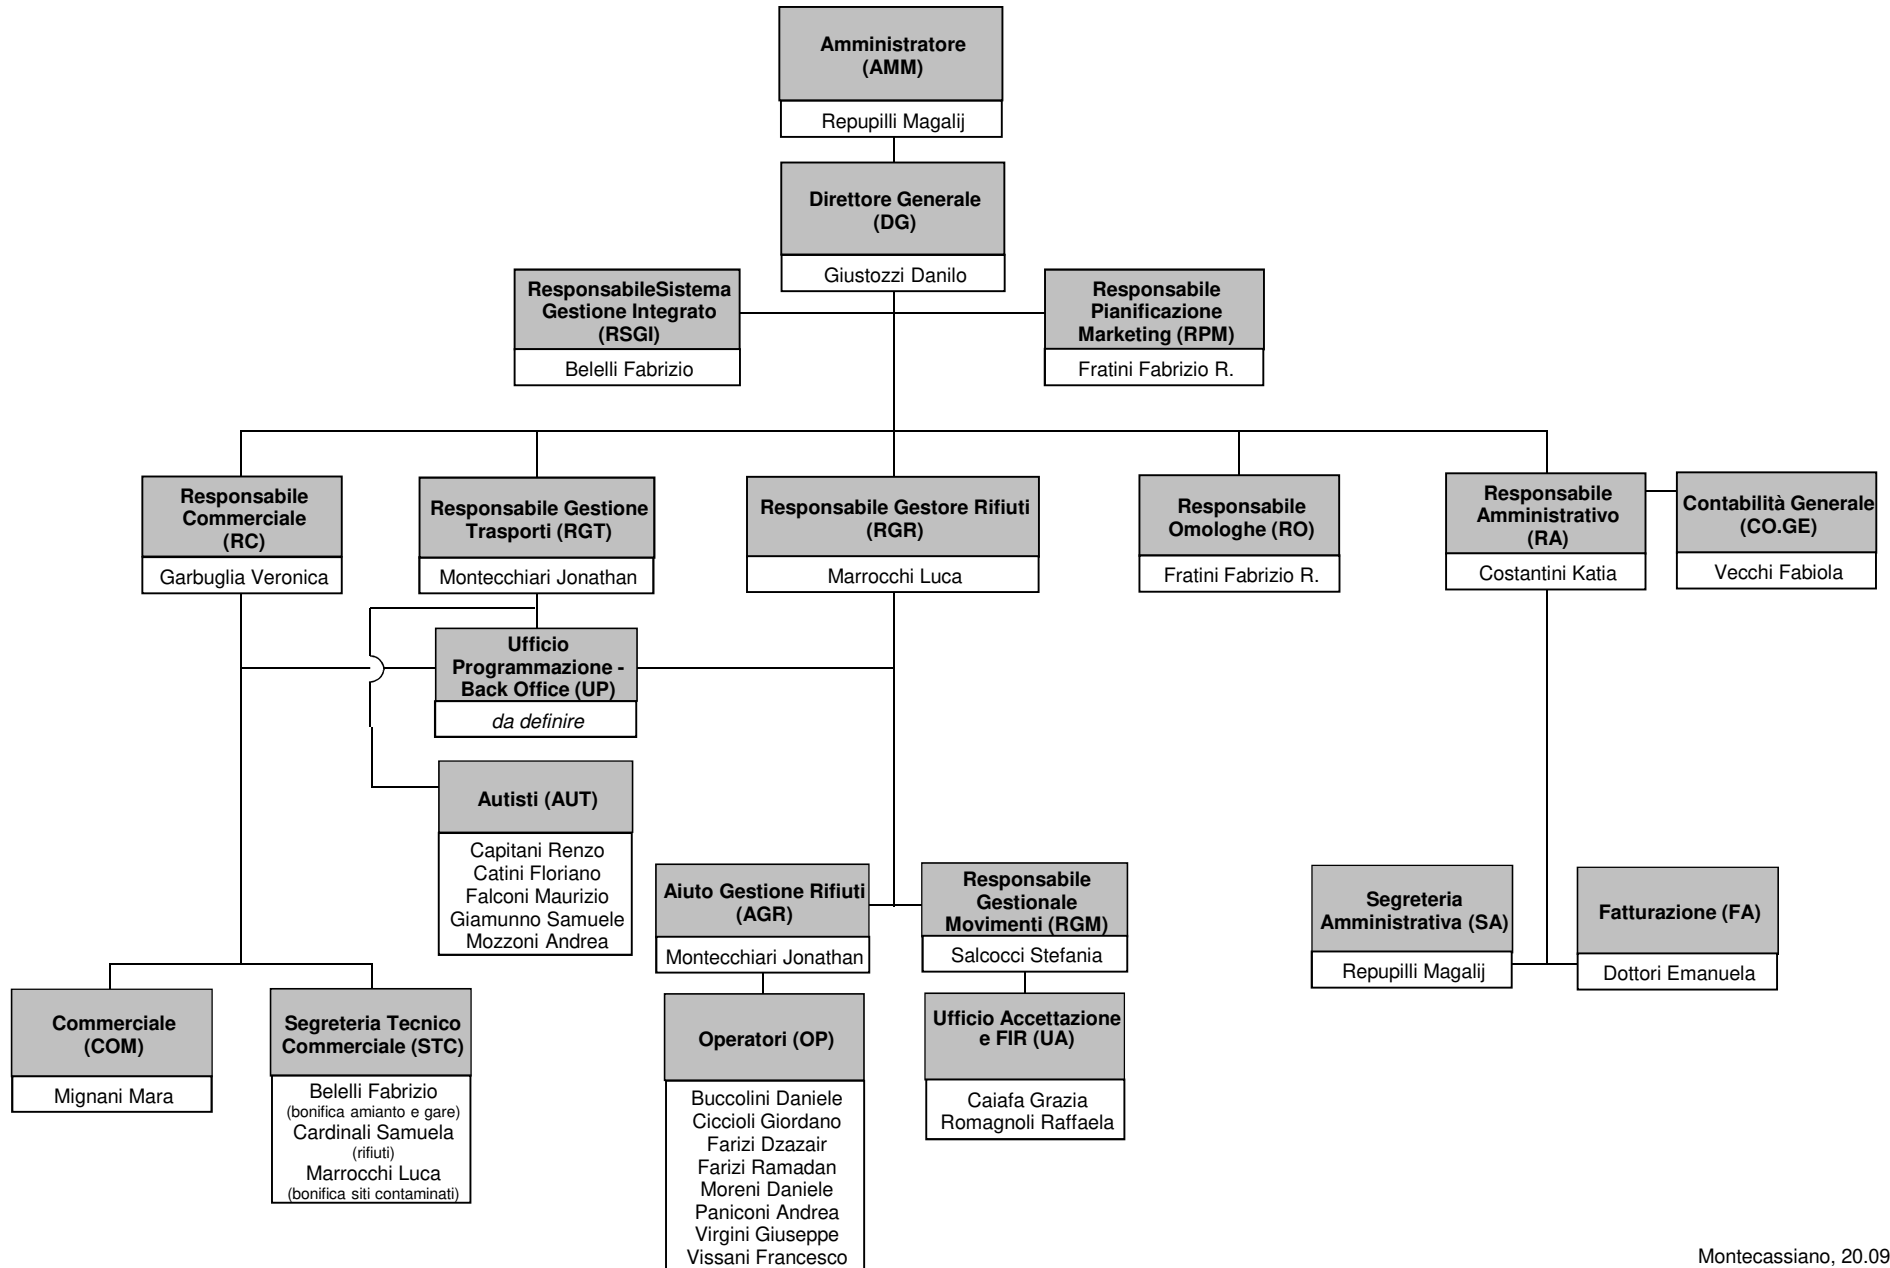 Amministratore
(AMM)
Repupilli Magalij
Direttore Generale
(DG)
Giustozzi Danilo
ResponsabileSistema
Gestione Integrato
(RSGI)
Belelli Fabrizio
Responsabile
Pianificazione
Marketing (RPM)
Fratini Fabrizio R.
Responsabile
Commerciale
(RC)
Garbuglia Veronica
Responsabile Gestione
Trasporti (RGT)
Montecchiari Jonathan
Responsabile Gestore Rifiuti
(RGR)
Marrocchi Luca
Responsabile
Omologhe (RO)
Fratini Fabrizio R.
Responsabile
Amministrativo
(RA)
Costantini Katia
Contabilità Generale
(CO.GE)
Vecchi Fabiola
Ufficio
Programmazione -
Back Office (UP)
da definire
Autisti (AUT)
Capitani Renzo
Catini Floriano
Falconi Maurizio
Giamunno Samuele
Mozzoni Andrea
Aiuto Gestione Rifiuti
(AGR)
Montecchiari Jonathan
Responsabile
Gestionale
Movimenti (RGM)
Salcocci Stefania
Segreteria
Amministrativa (SA)
Repupilli Magalij
Fatturazione (FA)
Dottori Emanuela
Commerciale
(COM)
Mignani Mara
Segreteria Tecnico
Commerciale (STC)
Belelli Fabrizio
(bonifica amianto e gare)
Cardinali Samuela
(rifiuti)
Marrocchi Luca
(bonifica siti contaminati)
Operatori (OP)
Buccolini Daniele
Ciccioli Giordano
Farizi Dzazair
Farizi Ramadan
Moreni Daniele
Paniconi Andrea
Virgini Giuseppe
Vissani Francesco
Ufficio Accettazione
e FIR (UA)
Caiafa Grazia
Romagnoli Raffaela
Montecassiano, 20.09